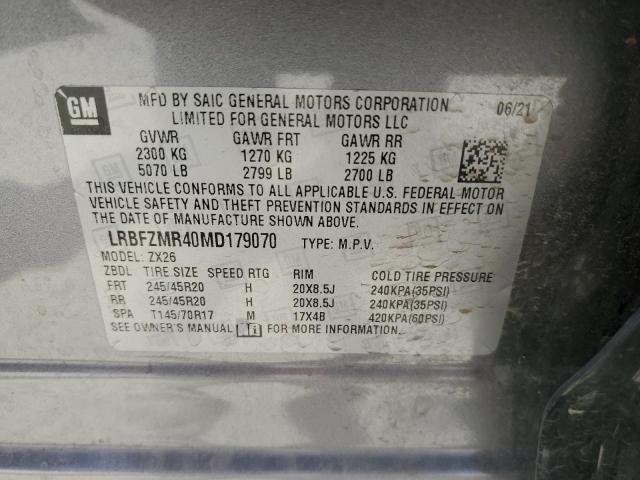 GM
MFD BY SAIC GENERAL MOTORS CORPORATION 06/21
LIMITED FOR GENERAL MOTORS LLC
GVWR GAWR FRT GAWR RR
2300 KG 1270 KG 1225 KG
5070 LB 2799 LB 2700 LB
THIS VEHICLE CONFORMS TO ALL APPLICABLE U.S. FEDERAL MOTOR
VEHICLE SAFETY AND THEFT PREVENTION STANDARDS IN EFFECT ON
THE DATE OF MANUFACTURE SHOWN ABOVE.
LRBFZMR40MD179070 TYPE: M.P.V.
MODEL: ZX26
ZBDL TIRE SIZE SPEED RTG RIM COLD TIRE PRESSURE
FRT 245/45R20 H 20X8.5J 240KPA(35PSI)
RR 245/45R20 H 20X8.5J 240KPA(35PSI)
SPA T145/70R17 M 17X4B 420KPA(60PSI)
SEE OWNER'S MANUAL i FOR MORE INFORMATION.